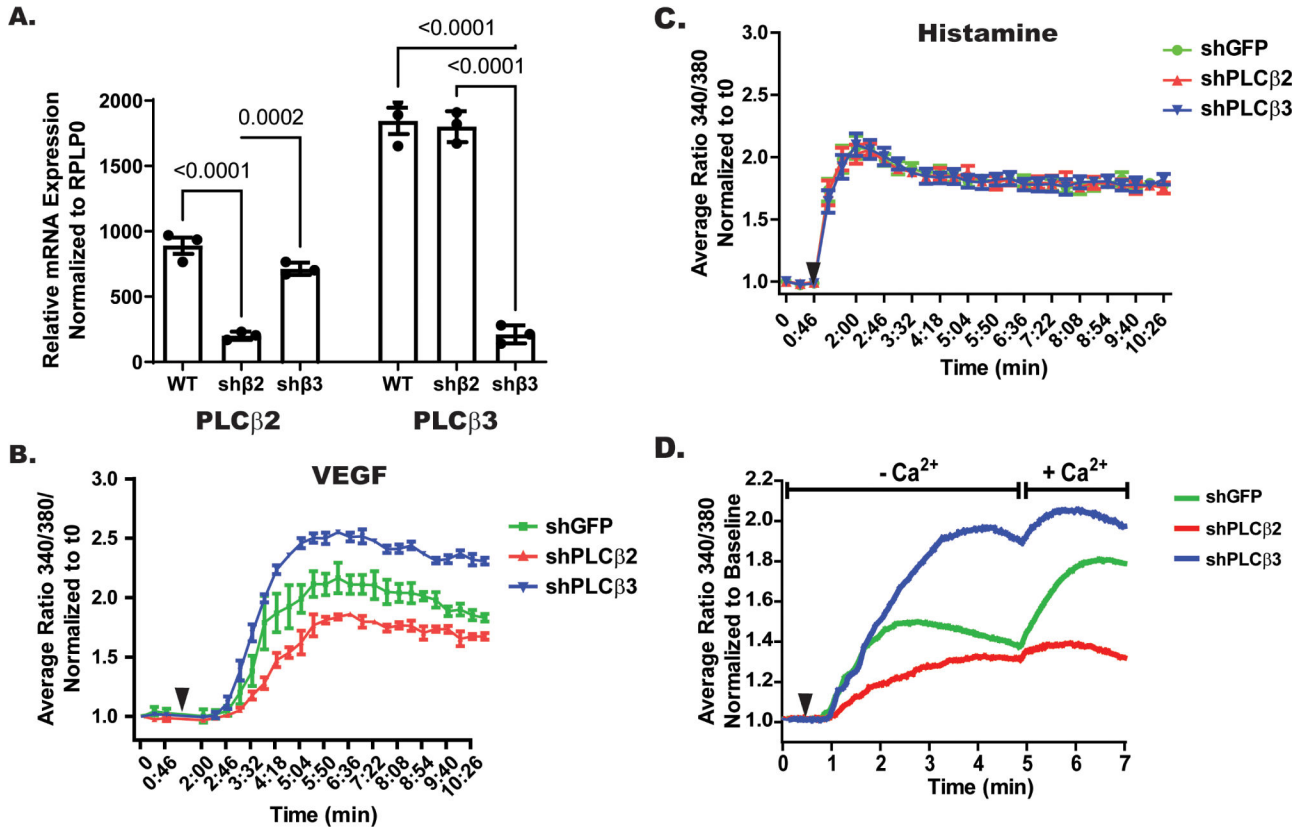 A.
<0.0001
<0.0001
0.0002
<0.0001
Relative mRNA Expression
Normalized to RPLP0
2000
1500
1000
500
0
WT
shβ2
shβ3
WT
shβ2
shβ3
PLCβ2
PLCβ3
C.
Histamine
shGFP
shPLCβ2
shPLCβ3
Average Ratio 340/380
Normalized to t0
3.0
2.5
2.0
1.5
1.0
0
0:46
2:00
2:46
3:32
4:18
5:04
5:50
6:36
7:22
8:08
8:54
9:40
10:26
Time (min)
B.
VEGF
shGFP
shPLCβ2
shPLCβ3
Average Ratio 340/380/
Normalized to t0
3.0
2.5
2.0
1.5
1.0
0
0:46
2:00
2:46
3:32
4:18
5:04
5:50
6:36
7:22
8:08
8:54
9:40
10:26
Time (min)
D.
- Ca²⁺
+ Ca²⁺
shGFP
shPLCβ2
shPLCβ3
Average Ratio 340/380
Normalized to Baseline
2.2
2.0
1.8
1.6
1.4
1.2
1.0
0
1
2
3
4
5
6
7
Time (min)